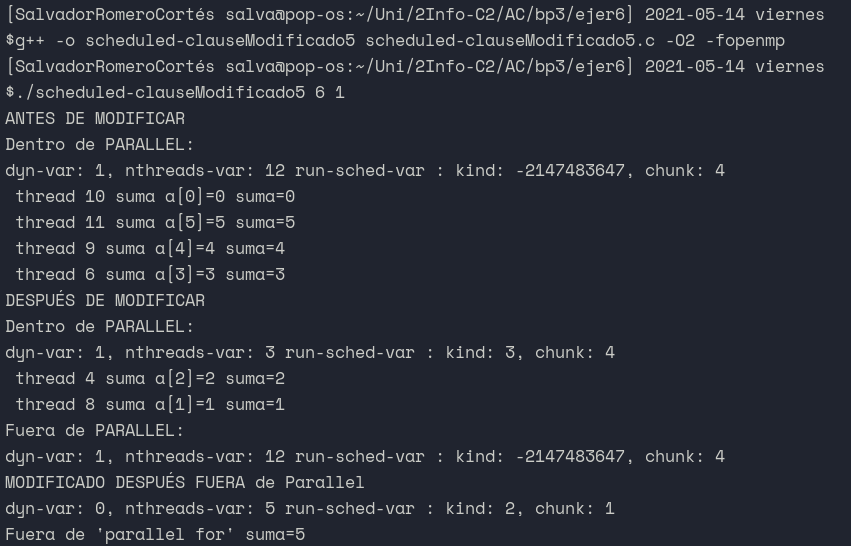 [SalvadorRomeroCortés salva@pop-os:~/Uni/2Info-C2/AC/bp3/ejer6] 2021-05-14 viernes
$g++ -o scheduled-clauseModificado5 scheduled-clauseModificado5.c -O2 -fopenmp
[SalvadorRomeroCortés salva@pop-os:~/Uni/2Info-C2/AC/bp3/ejer6] 2021-05-14 viernes
$./scheduled-clauseModificado5 6 1
ANTES DE MODIFICAR
Dentro de PARALLEL:
dyn-var: 1, nthreads-var: 12 run-sched-var : kind: -2147483647, chunk: 4
 thread 10 suma a[0]=0 suma=0
 thread 11 suma a[5]=5 suma=5
 thread 9 suma a[4]=4 suma=4
 thread 6 suma a[3]=3 suma=3
DESPUÉS DE MODIFICAR
Dentro de PARALLEL:
dyn-var: 1, nthreads-var: 3 run-sched-var : kind: 3, chunk: 4
 thread 4 suma a[2]=2 suma=2
 thread 8 suma a[1]=1 suma=1
Fuera de PARALLEL:
dyn-var: 1, nthreads-var: 12 run-sched-var : kind: -2147483647, chunk: 4
MODIFICADO DESPUÉS FUERA de Parallel
dyn-var: 0, nthreads-var: 5 run-sched-var : kind: 2, chunk: 1
Fuera de 'parallel for' suma=5